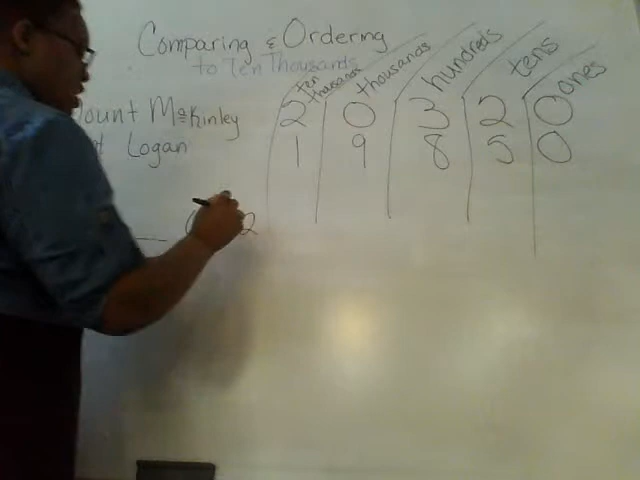 Comparing & Ordering
to Ten Thousands
ten thousands thousands hundreds tens ones
ount McKinley 2 0 3 2 0
Logan 1 9 8 5 0
2